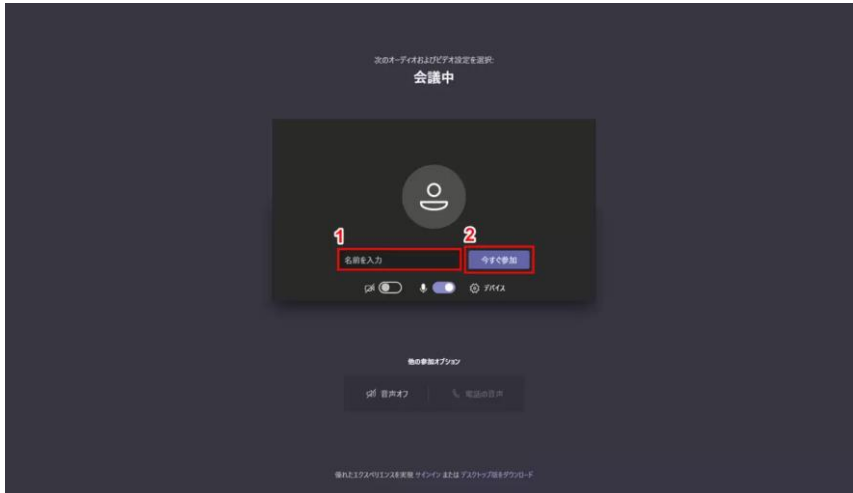 次のオーディオおよびビデオ設定を選択:
会議中
1
2
名前を入力
今すぐ参加
デバイス
他の参加オプション
音声オフ
電話の音声
優れたエクスペリエンスを実現 サインイン または デスクトップ版をダウンロード